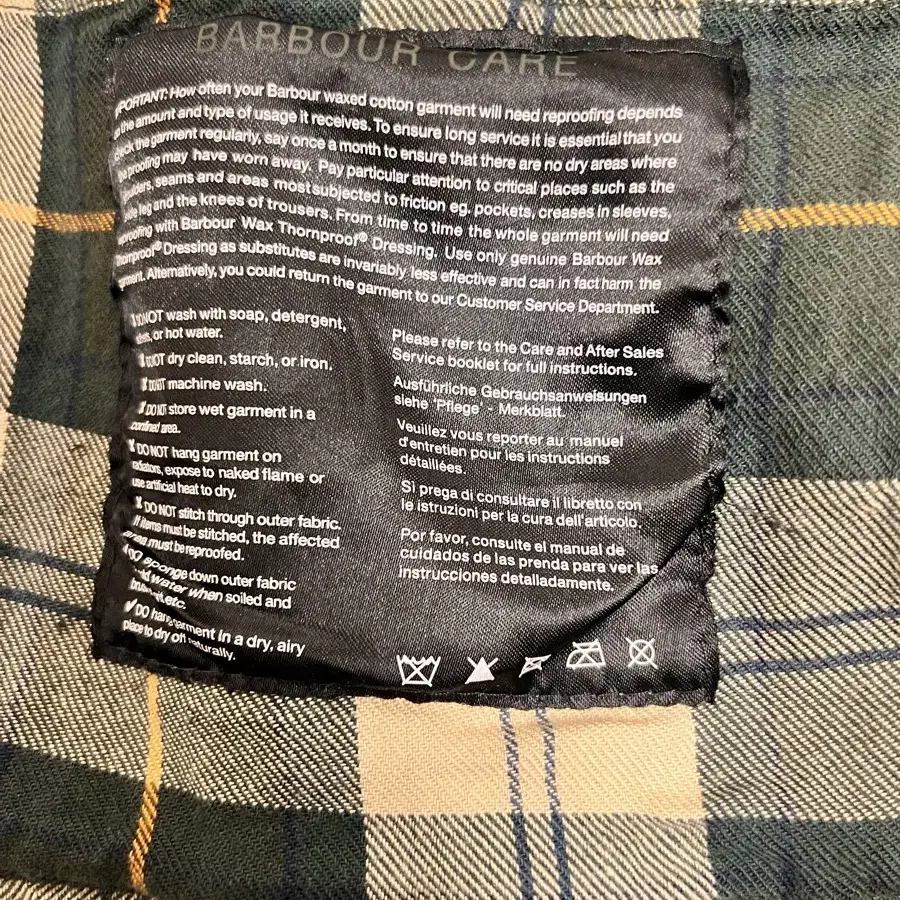 BARBOUR CARE
IMPORTANT: How often your Barbour waxed cotton garment will need reproofing depends
the amount and type of usage it receives. To ensure long service it is essential that you
the garment regularly, say once a month to ensure that there are no dry areas where
proofing may have worn away. Pay particular attention to critical places such as the
seams and areas most subjected to friction eg. pockets, creases in sleeves,
leg and the knees of trousers. From time to time the whole garment will need
with Barbour Wax Thornproof® Dressing. Use only genuine Barbour Wax
Thornproof® Dressing as substitutes are invariably less effective and can in fact harm the
Alternatively, you could return the garment to our Customer Service Department.
DO NOT wash with soap, detergent,
or hot water.
DO NOT dry clean, starch, or iron.
DO NOT machine wash.
DO NOT store wet garment in a
confined area.
DO NOT hang garment on
radiators, expose to naked flame or
use artificial heat to dry.
DO NOT stitch through outer fabric.
If items must be stitched, the affected
area must be reproofed.
DO sponge down outer fabric
water when soiled and
etc.
DO hang garment in a dry, airy
place to dry off naturally.
Please refer to the Care and After Sales
Service booklet for full instructions.
Ausführliche Gebrauchsanweisungen
siehe 'Pflege' - Merkblatt.
Veuillez vous reporter au manuel
d'entretien pour les instructions
détaillées.
Si prega di consultare il libretto con
le istruzioni per la cura dell'articolo.
Por favor, consulte el manual de
cuidados de las prenda para ver las
instrucciones detalladamente.